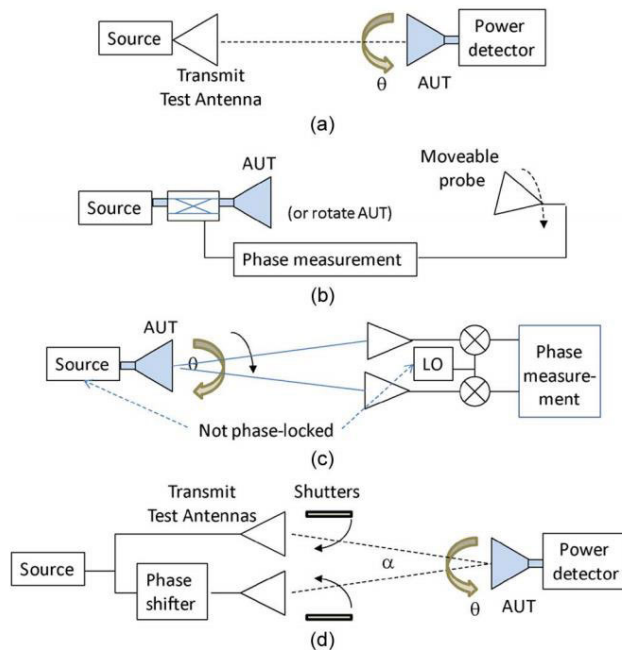 Source
Transmit
Test Antenna
θ
AUT
Power
detector
(a)
AUT
Source
(or rotate AUT)
Moveable
probe
Phase measurement
(b)
AUT
Source
θ
LO
Phase
measure-
ment
Not phase-locked
(c)
Transmit
Test Antennas
Shutters
Source
Phase
shifter
α
θ
AUT
Power
detector
(d)